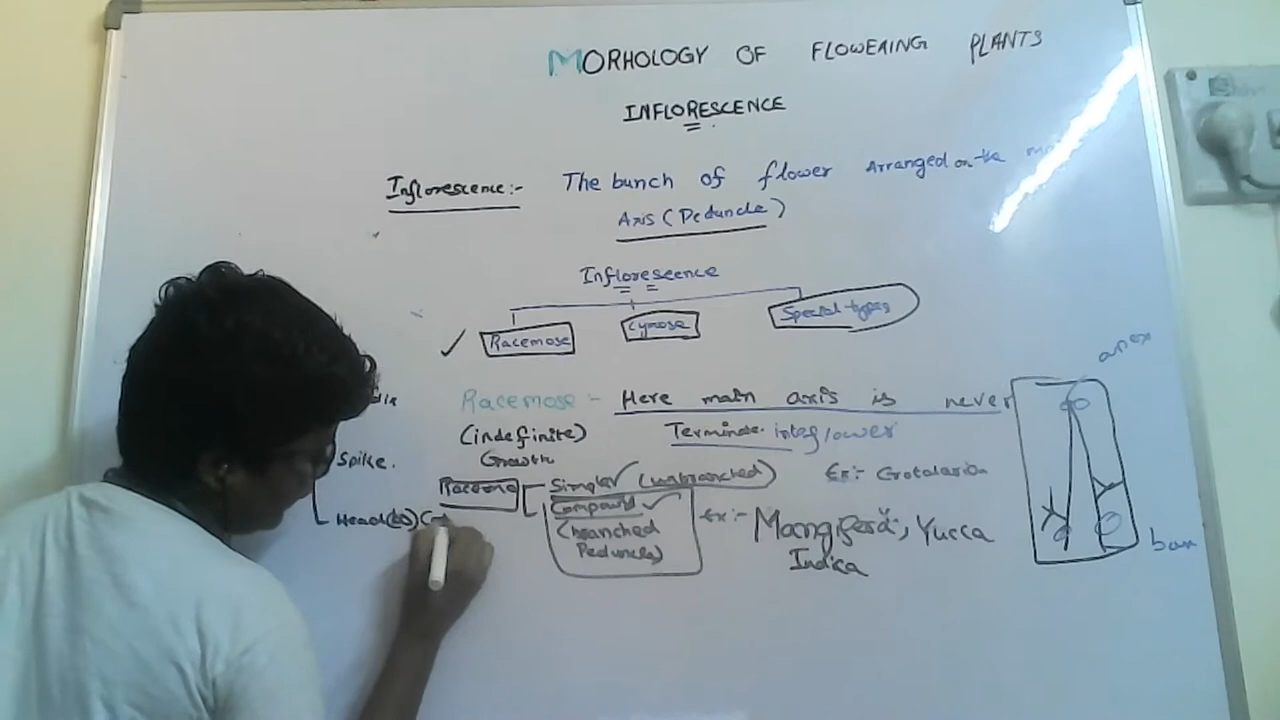 MORHOLOGY OF FLOWERING PLANTS
INFLORESCENCE
Inflorescence:- The bunch of flower Arranged on the
Axis (Peduncle)
Inflorescence
Racemose Cymose Special types
apex
Racemose :- Here main axis is never
(indefinite) Terminate into flower
Growth
Spike.
Raceme Simple (unbranched) Ex:- Crotalaria
Head
Compound Ex:- Mangifera, Yucca
(branched Indica
Peduncle)